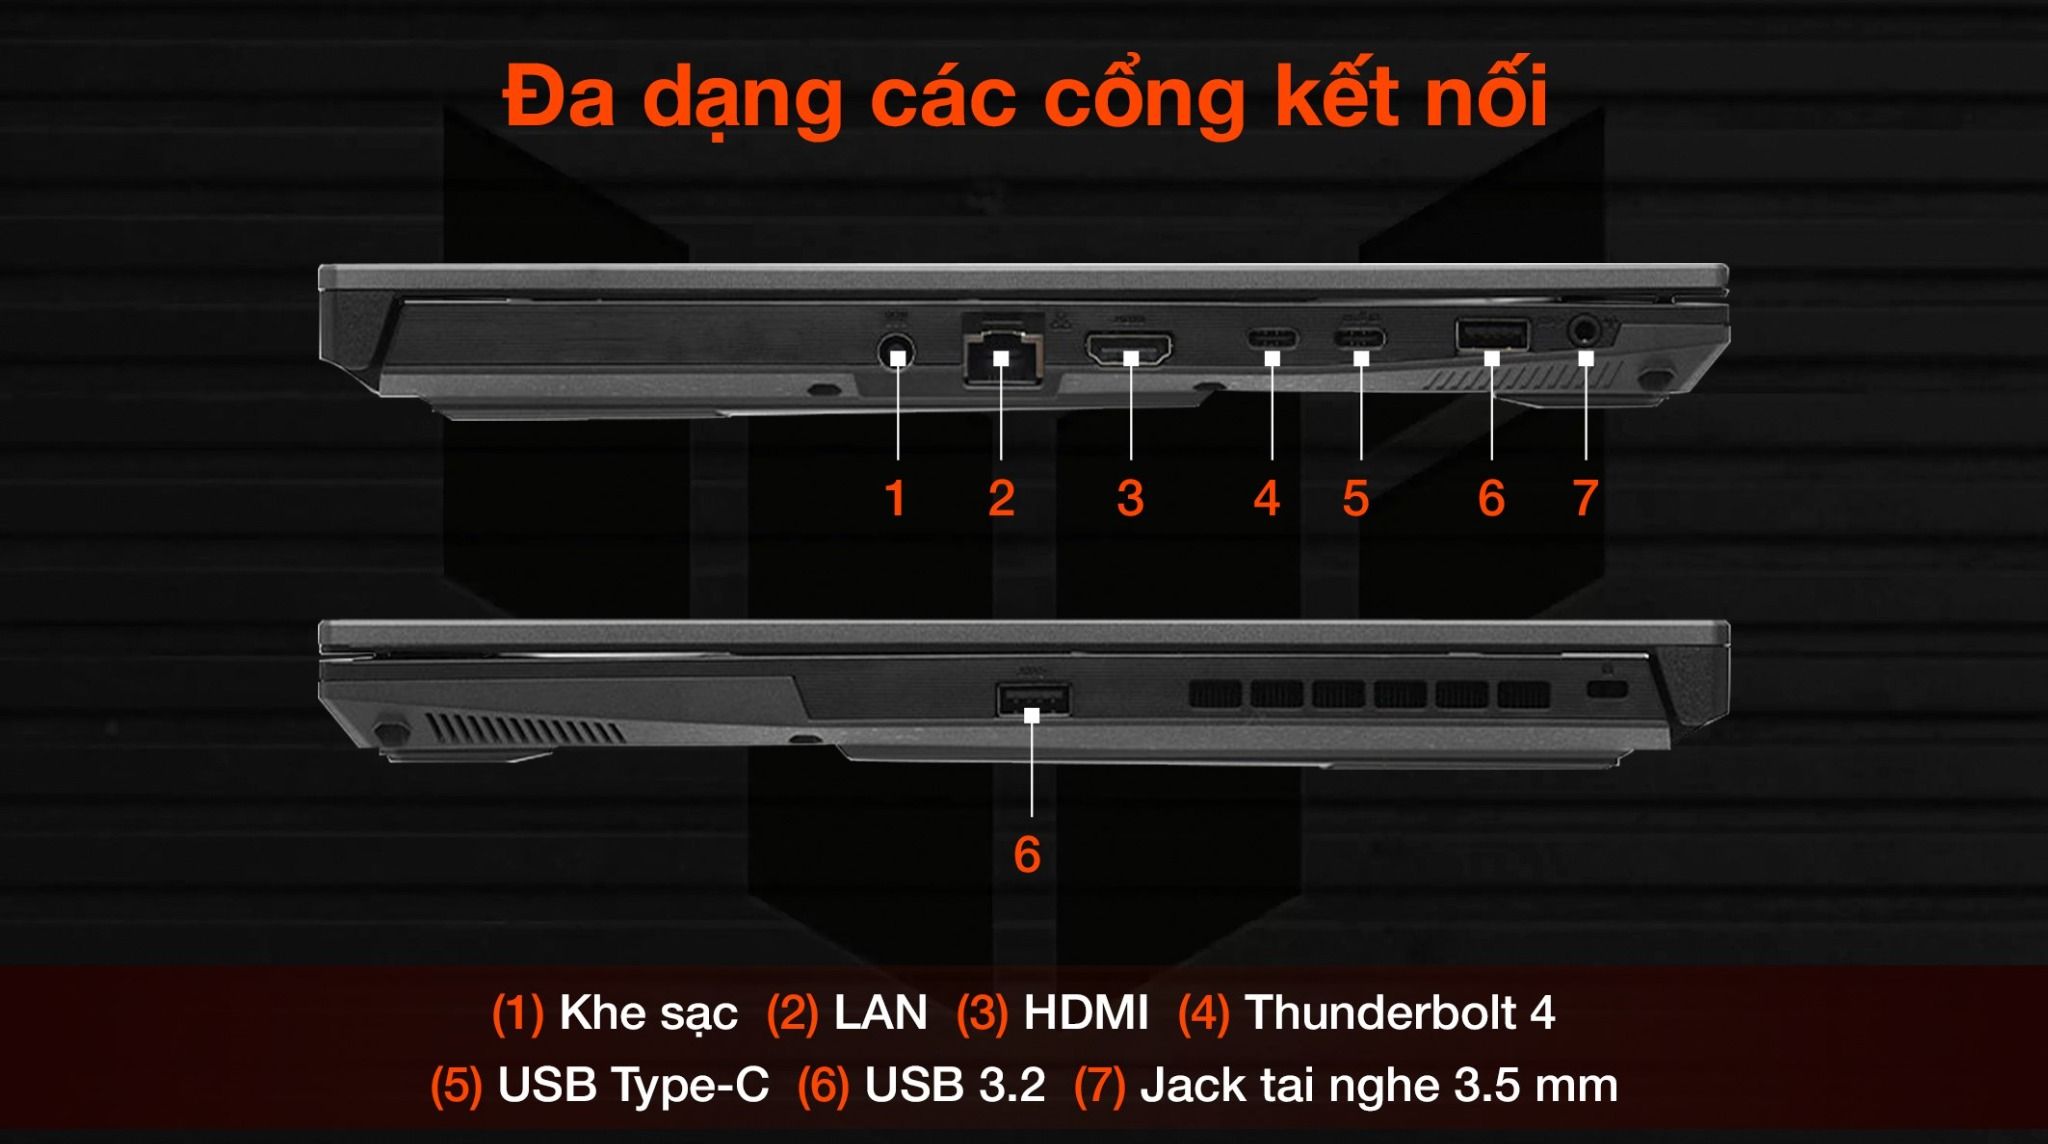 Đa dạng các cổng kết nối
1 2 3 4 5 6 7
6
(1) Khe sạc (2) LAN (3) HDMI (4) Thunderbolt 4
(5) USB Type-C (6) USB 3.2 (7) Jack tai nghe 3.5 mm